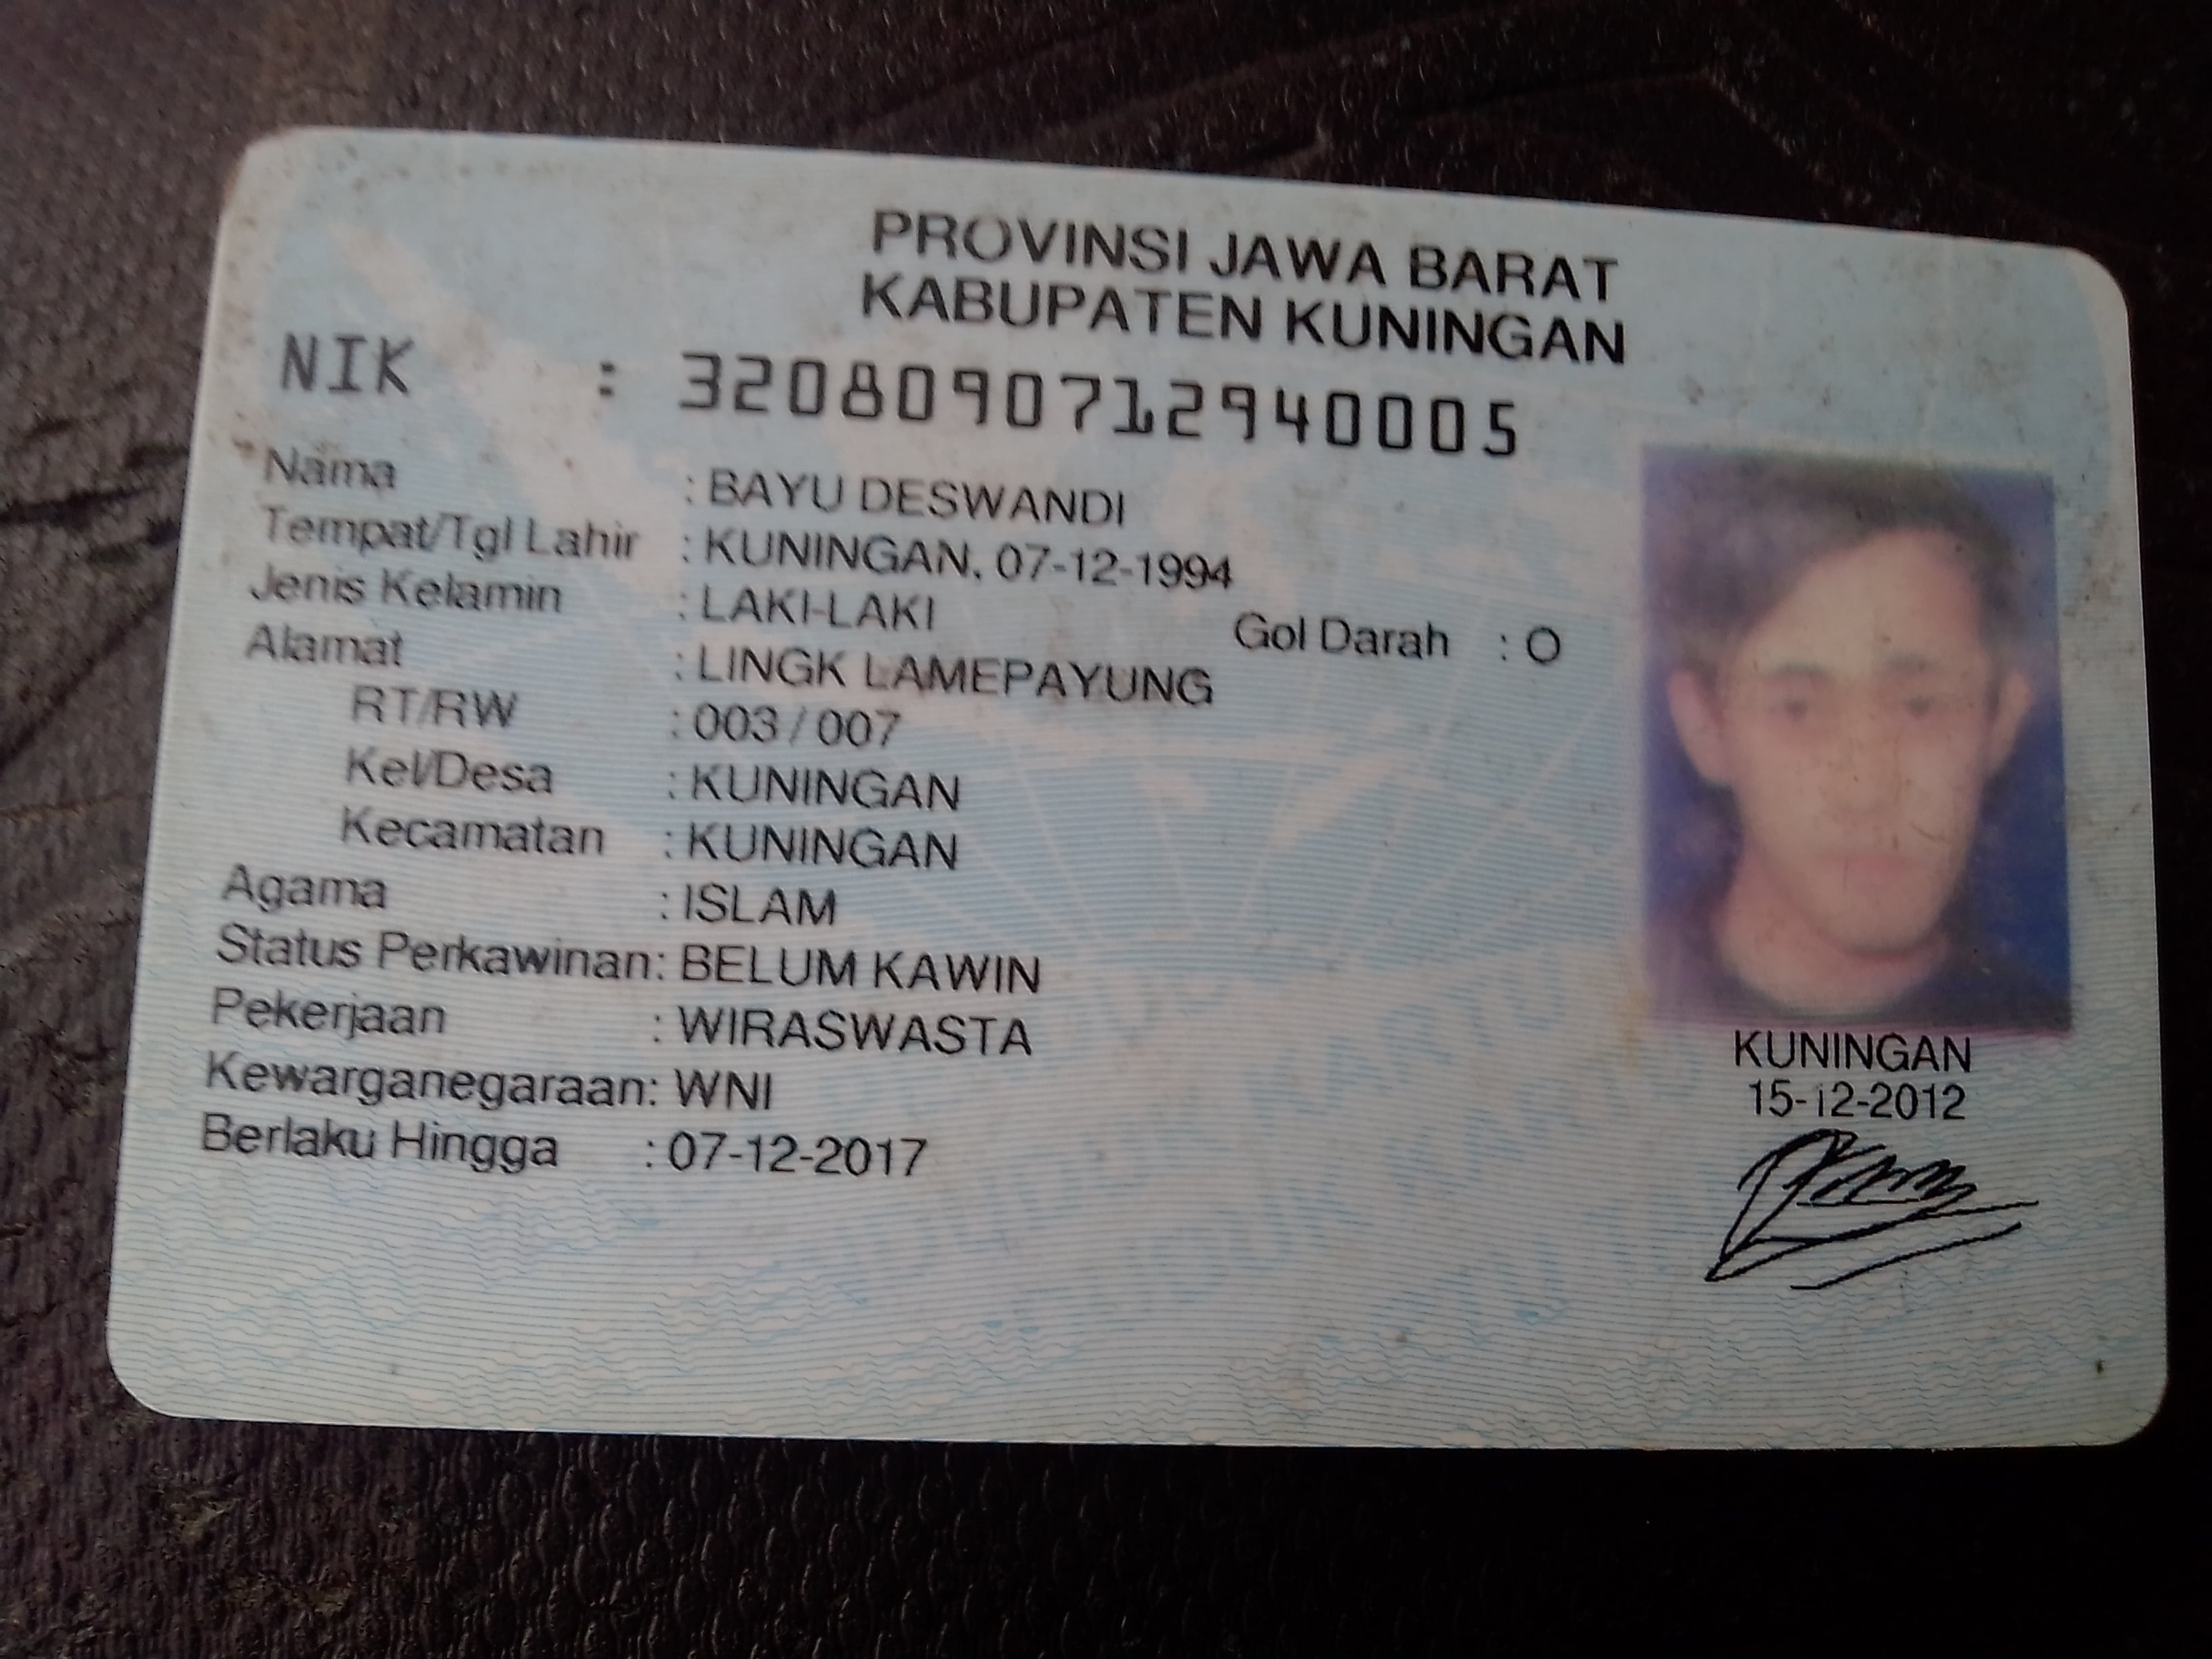 PROVINSI JAWA BARAT
KABUPATEN KUNINGAN
NIK : 3208090712940005
Nama : BAYU DESWANDI
Tempat/Tgl Lahir : KUNINGAN, 07-12-1994
Jenis Kelamin : LAKI-LAKI Gol Darah : O
Alamat : LINGK LAMEPAYUNG
RT/RW : 003 / 007
Kel/Desa : KUNINGAN
Kecamatan : KUNINGAN
Agama : ISLAM
Status Perkawinan: BELUM KAWIN
Pekerjaan : WIRASWASTA
Kewarganegaraan: WNI
Berlaku Hingga : 07-12-2017
KUNINGAN
15-12-2012